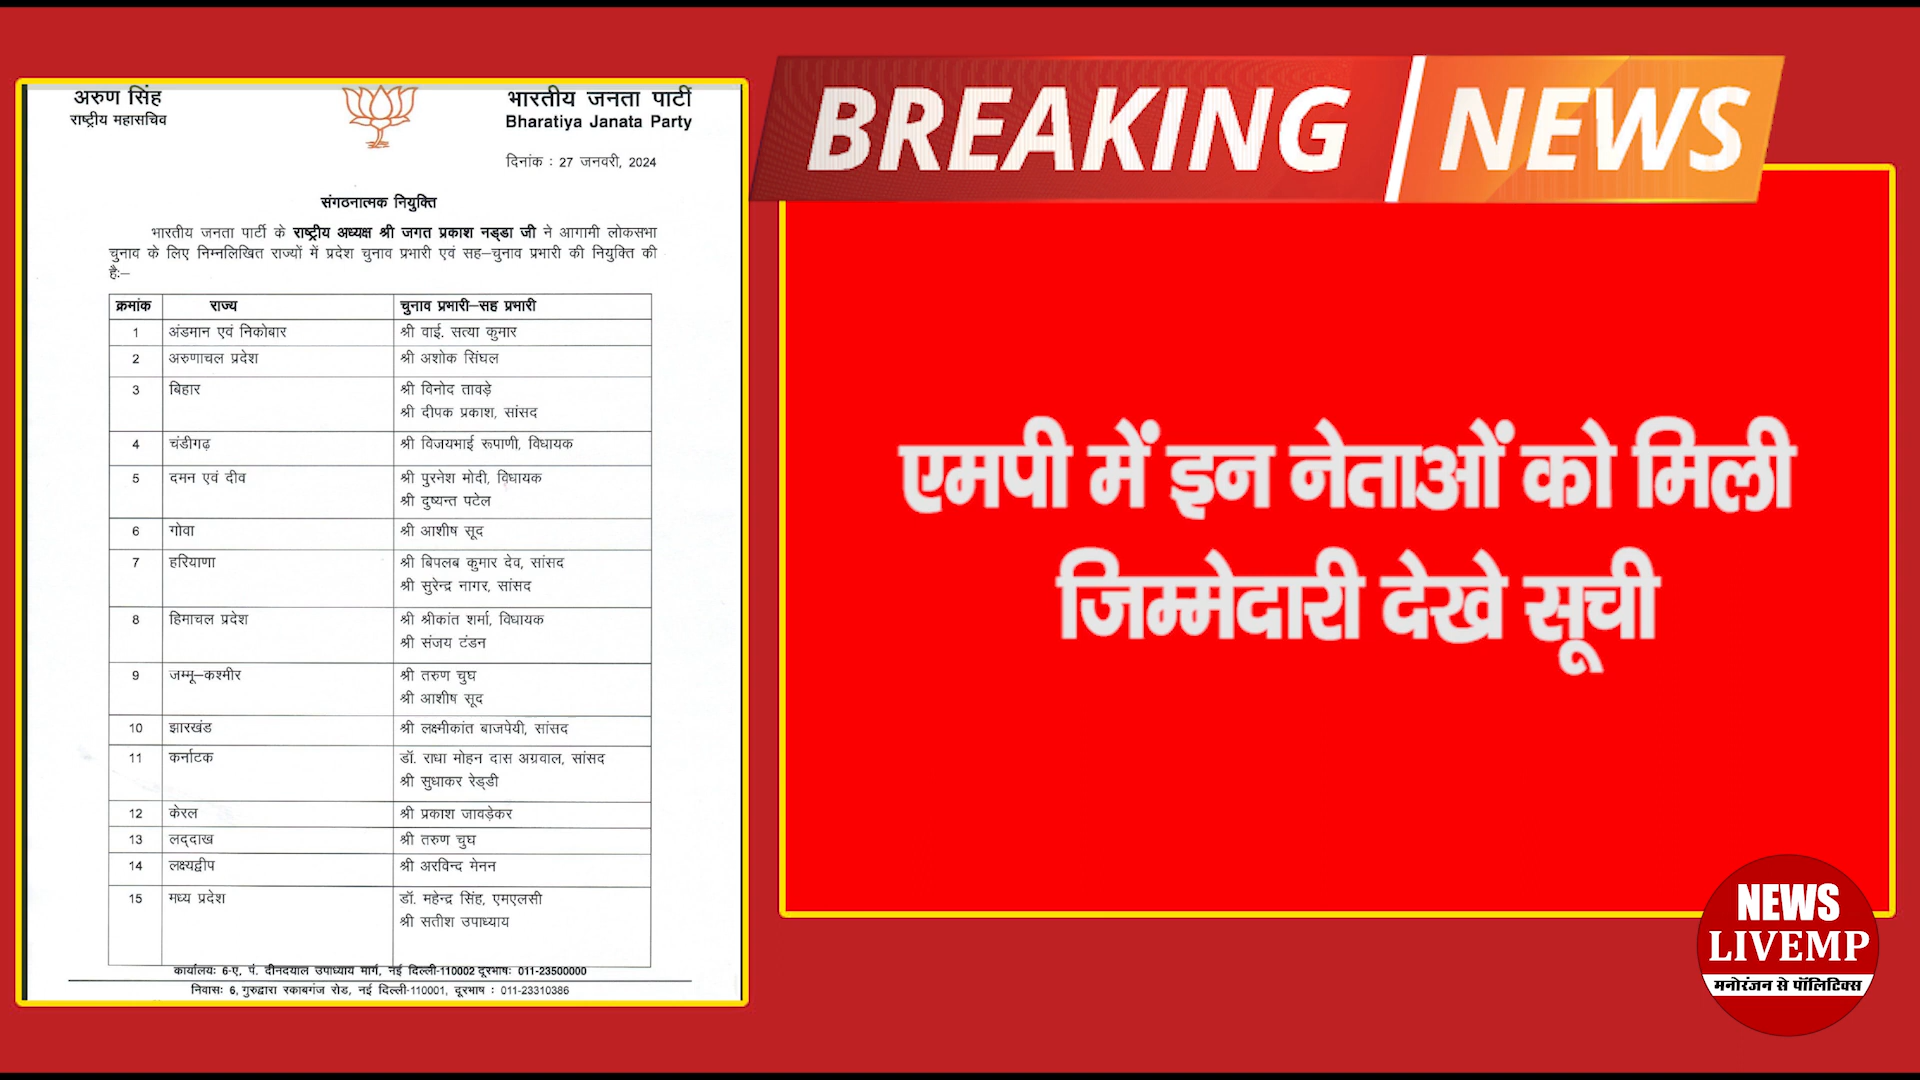 अरुण सिंह
राष्ट्रीय महासचिव
भारतीय जनता पार्टी
Bharatiya Janata Party
दिनांक : 27 जनवरी, 2024
संगठनात्मक नियुक्ति
भारतीय जनता पार्टी के राष्ट्रीय अध्यक्ष श्री जगत प्रकाश नड्डा जी ने आगामी लोकसभा
चुनाव के लिए निम्नलिखित राज्यों में प्रदेश चुनाव प्रभारी एवं सह–चुनाव प्रभारी की नियुक्ति की
है:–
क्रमांक राज्य चुनाव प्रभारी–सह प्रभारी
1 अंडमान एवं निकोबार श्री वाई. सत्या कुमार
2 अरुणाचल प्रदेश श्री अशोक सिंघल
3 बिहार श्री विनोद तावड़े
श्री दीपक प्रकाश, सांसद
4 चंडीगढ़ श्री विजयभाई रूपाणी, विधायक
5 दमन एवं दीव श्री पुरनेश मोदी, विधायक
श्री दुष्यन्त पटेल
6 गोवा श्री आशीष सूद
7 हरियाणा श्री बिपलब कुमार देव, सांसद
श्री सुरेन्द्र नागर, सांसद
8 हिमाचल प्रदेश श्री श्रीकांत शर्मा, विधायक
श्री संजय टंडन
9 जम्मू–कश्मीर श्री तरुण चुघ
श्री आशीष सूद
10 झारखंड श्री लक्ष्मीकांत बाजपेयी, सांसद
11 कर्नाटक डॉ. राधा मोहन दास अग्रवाल, सांसद
श्री सुधाकर रेड्डी
12 केरल श्री प्रकाश जावड़ेकर
13 लद्दाख श्री तरुण चुघ
14 लक्ष्यद्वीप श्री अरविन्द मेनन
15 मध्य प्रदेश डॉ. महेन्द्र सिंह, एमएलसी
श्री सतीश उपाध्याय
कार्यालयः 6-ए, पं. दीनदयाल उपाध्याय मार्ग, नई दिल्ली-110002 दूरभाषः 011-23500000
निवासः 6, गुरुद्वारा रकाबगंज रोड, नई दिल्ली-110001, दूरभाष : 011-23310386
BREAKING NEWS
एमपी में इन नेताओं को मिली
जिम्मेदारी देखे सूची
NEWS
LIVEMP
मनोरंजन से पॉलिटिक्स